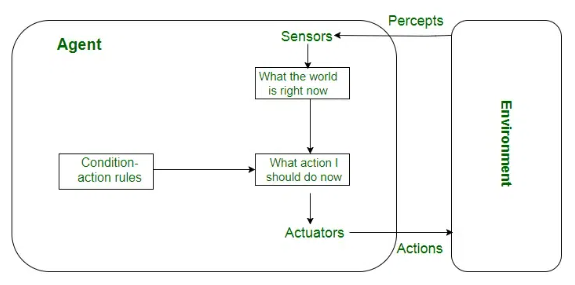 Percepts
Sensors
Agent
What the world
is right now
Environment
Condition-
action rules
What action I
should do now
Actuators
Actions